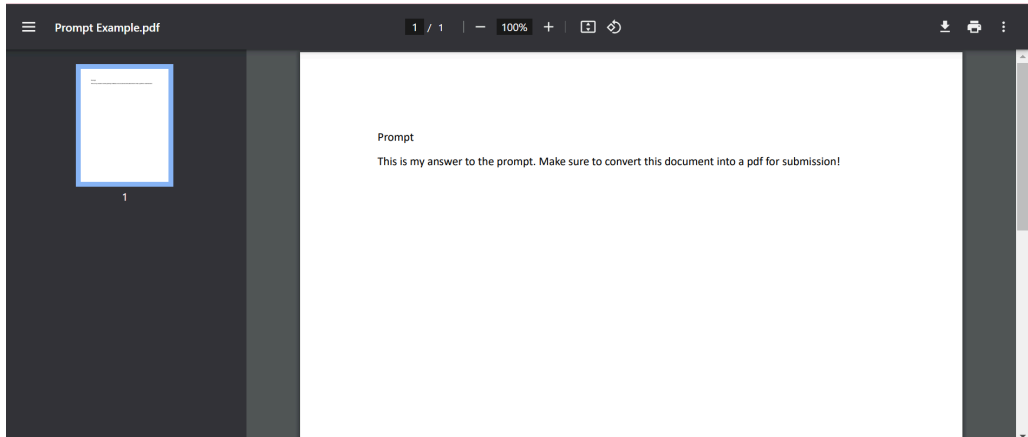 Prompt Example.pdf
1 / 1
100%
1
Prompt
This is my answer to the prompt. Make sure to convert this document into a pdf for submission!